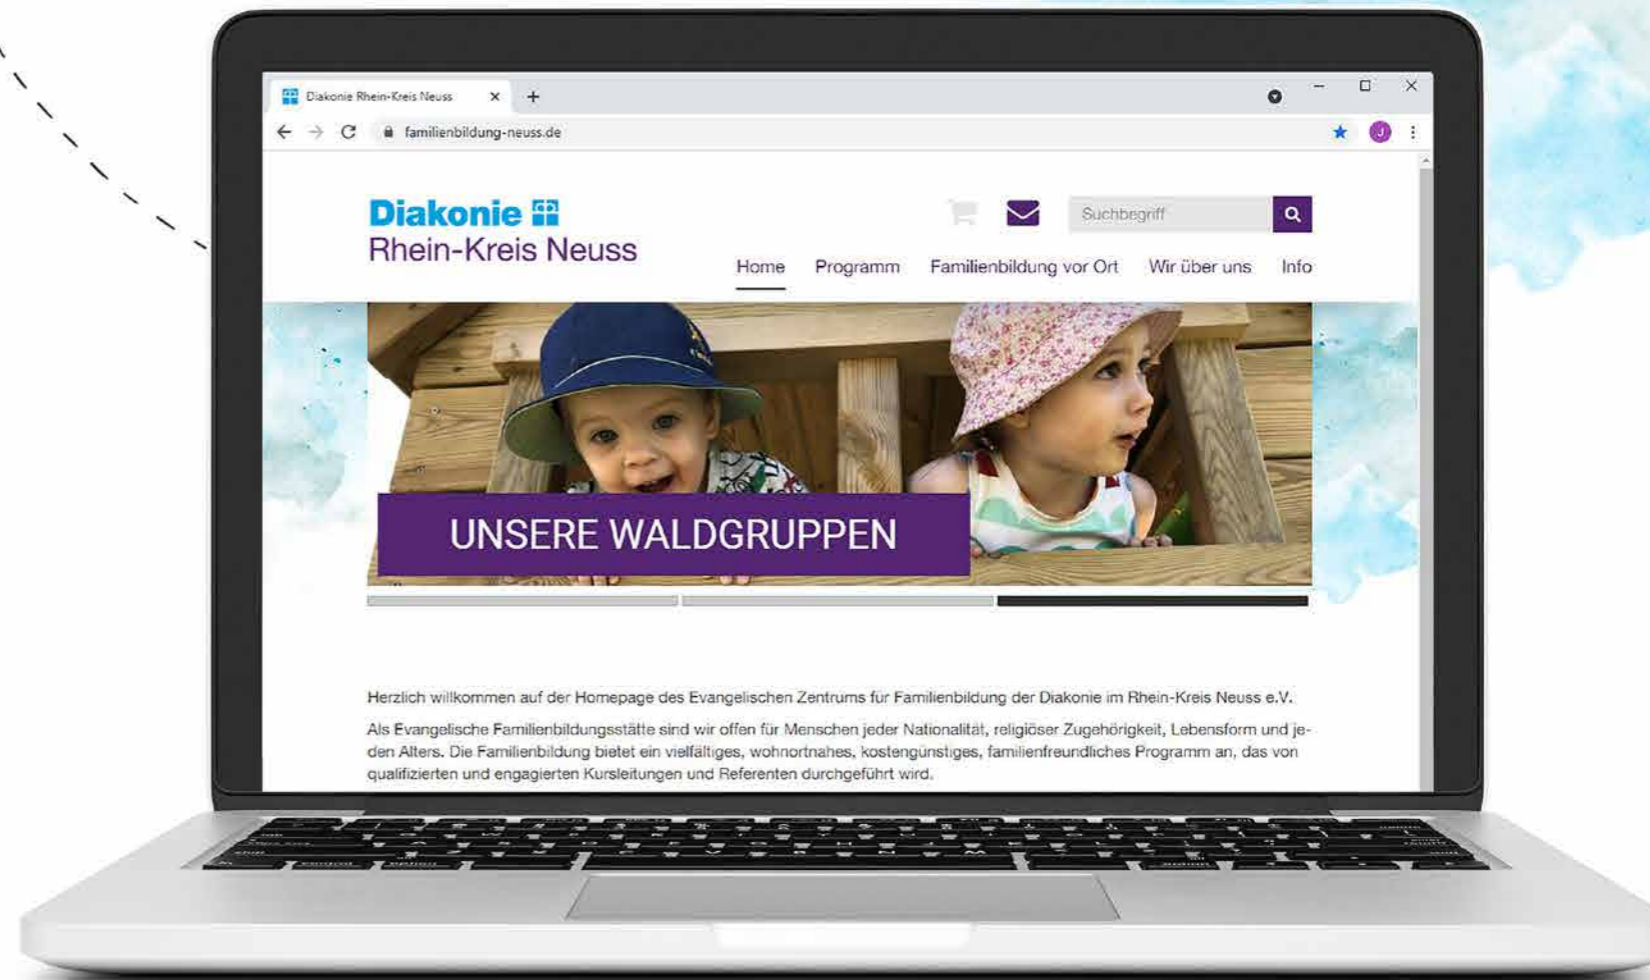 Diakonie Rhein-Kreis Neuss
familienbildung-neuss.de
J
Diakonie
Rhein-Kreis Neuss
Suchbegriff
Home Programm Familienbildung vor Ort Wir über uns Info
UNSERE WALDGRUPPEN
Herzlich willkommen auf der Homepage des Evangelischen Zentrums für Familienbildung der Diakonie im Rhein-Kreis Neuss e.V.
Als Evangelische Familienbildungsstätte sind wir offen für Menschen jeder Nationalität, religiöser Zugehörigkeit, Lebensform und je-
den Alters. Die Familienbildung bietet ein vielfältiges, wohnortnahes, kostengünstiges, familienfreundliches Programm an, das von
qualifizierten und engagierten Kursleitungen und Referenten durchgeführt wird.